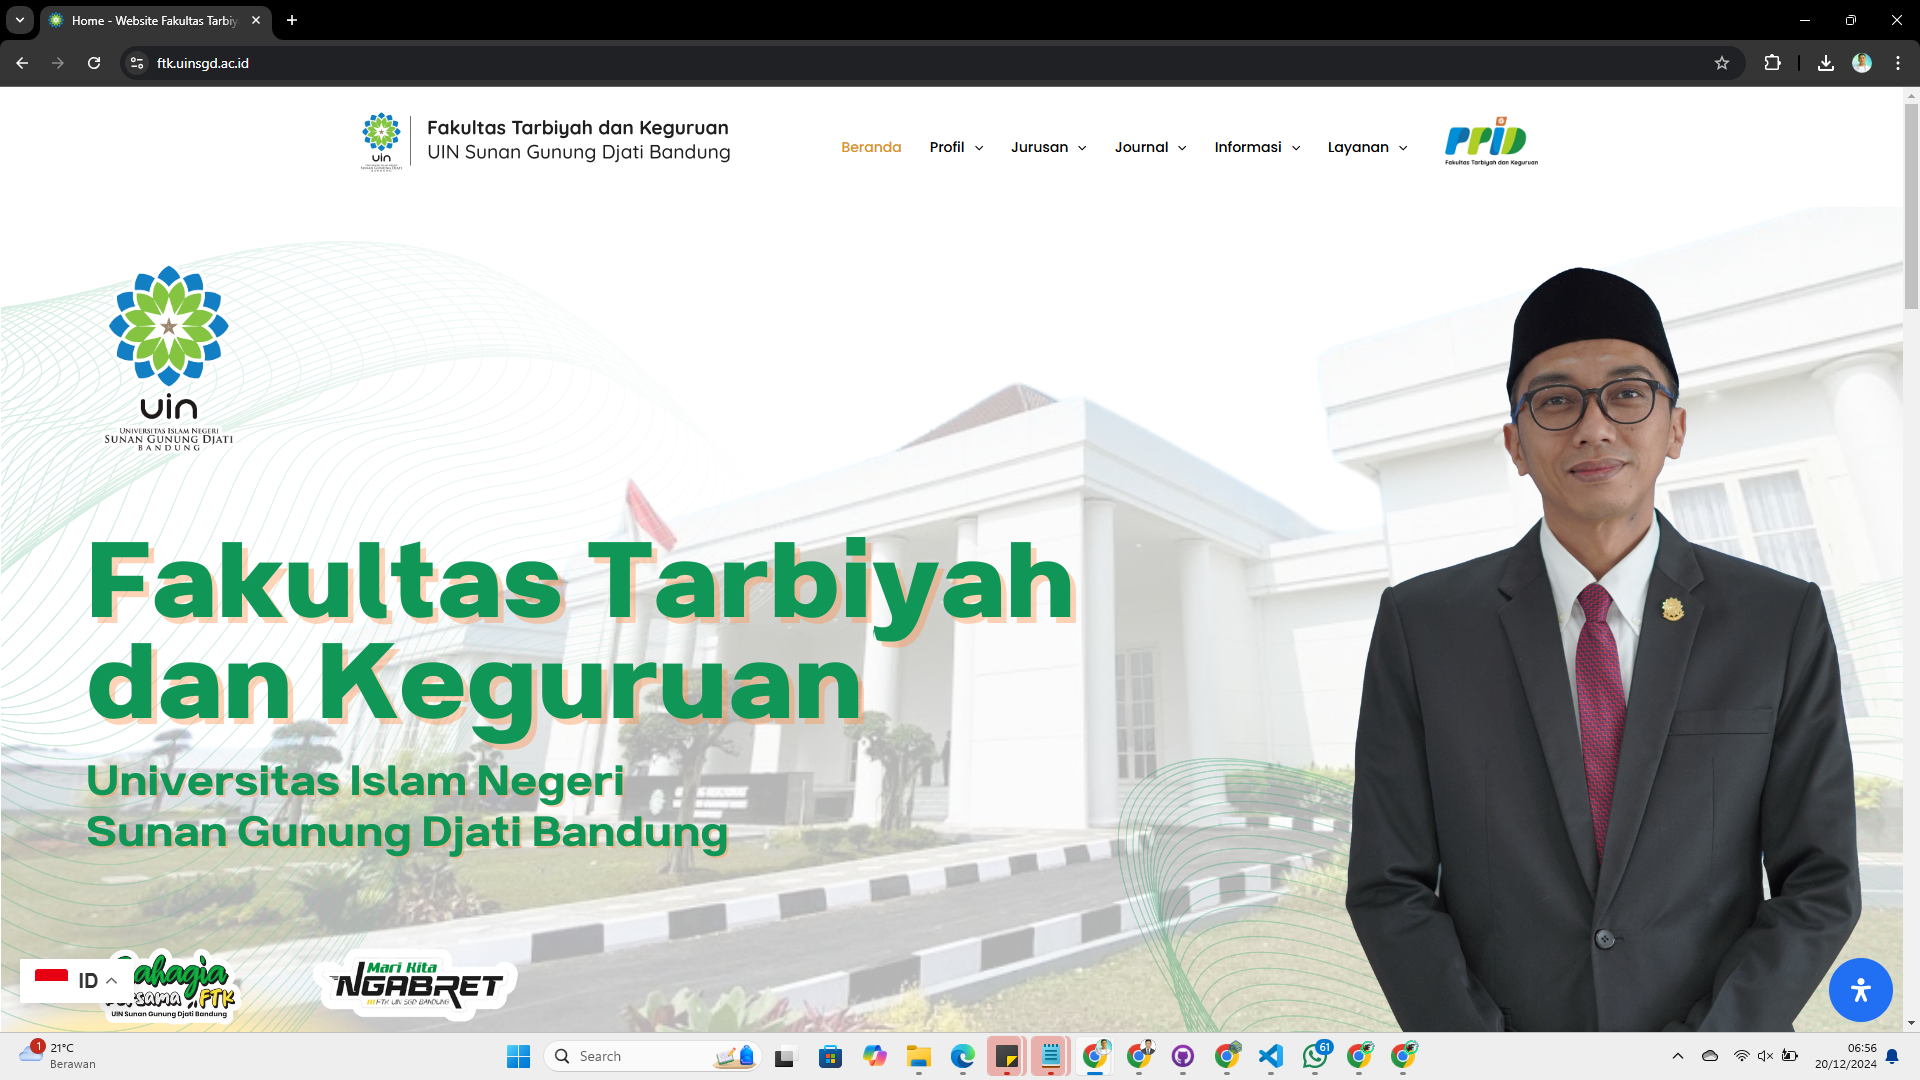 Home - Website Fakultas Tarbiy
ftk.uinsgd.ac.id
uin
Fakultas Tarbiyah dan Keguruan
UIN Sunan Gunung Djati Bandung
Beranda
Profil
Jurusan
Journal
Informasi
Layanan
PPID
Fakultas Tarbiyah dan Keguruan
uin
UNIVERSITAS ISLAM NEGERI
SUNAN GUNUNG DJATI
BANDUNG
Fakultas Tarbiyah
dan Keguruan
Universitas Islam Negeri
Sunan Gunung Djati Bandung
ID
FTK
UIN Sunan Gunung Djati Bandung
Mari Kita
NGABRET
FTK UIN SGD BANDUNG
1
21°C
Berawan
Search
61
06:56
20/12/2024